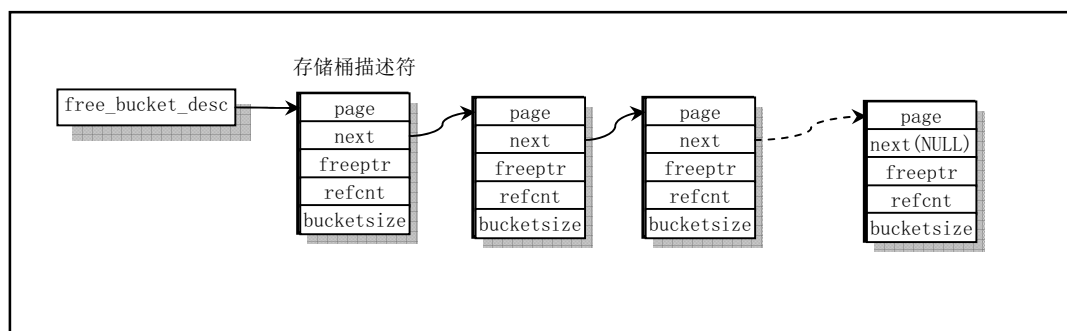 存储桶描述符
free_bucket_desc
page
next
freeptr
refcnt
bucketsize
page
next
freeptr
refcnt
bucketsize
page
next
freeptr
refcnt
bucketsize
page
next(NULL)
freeptr
refcnt
bucketsize